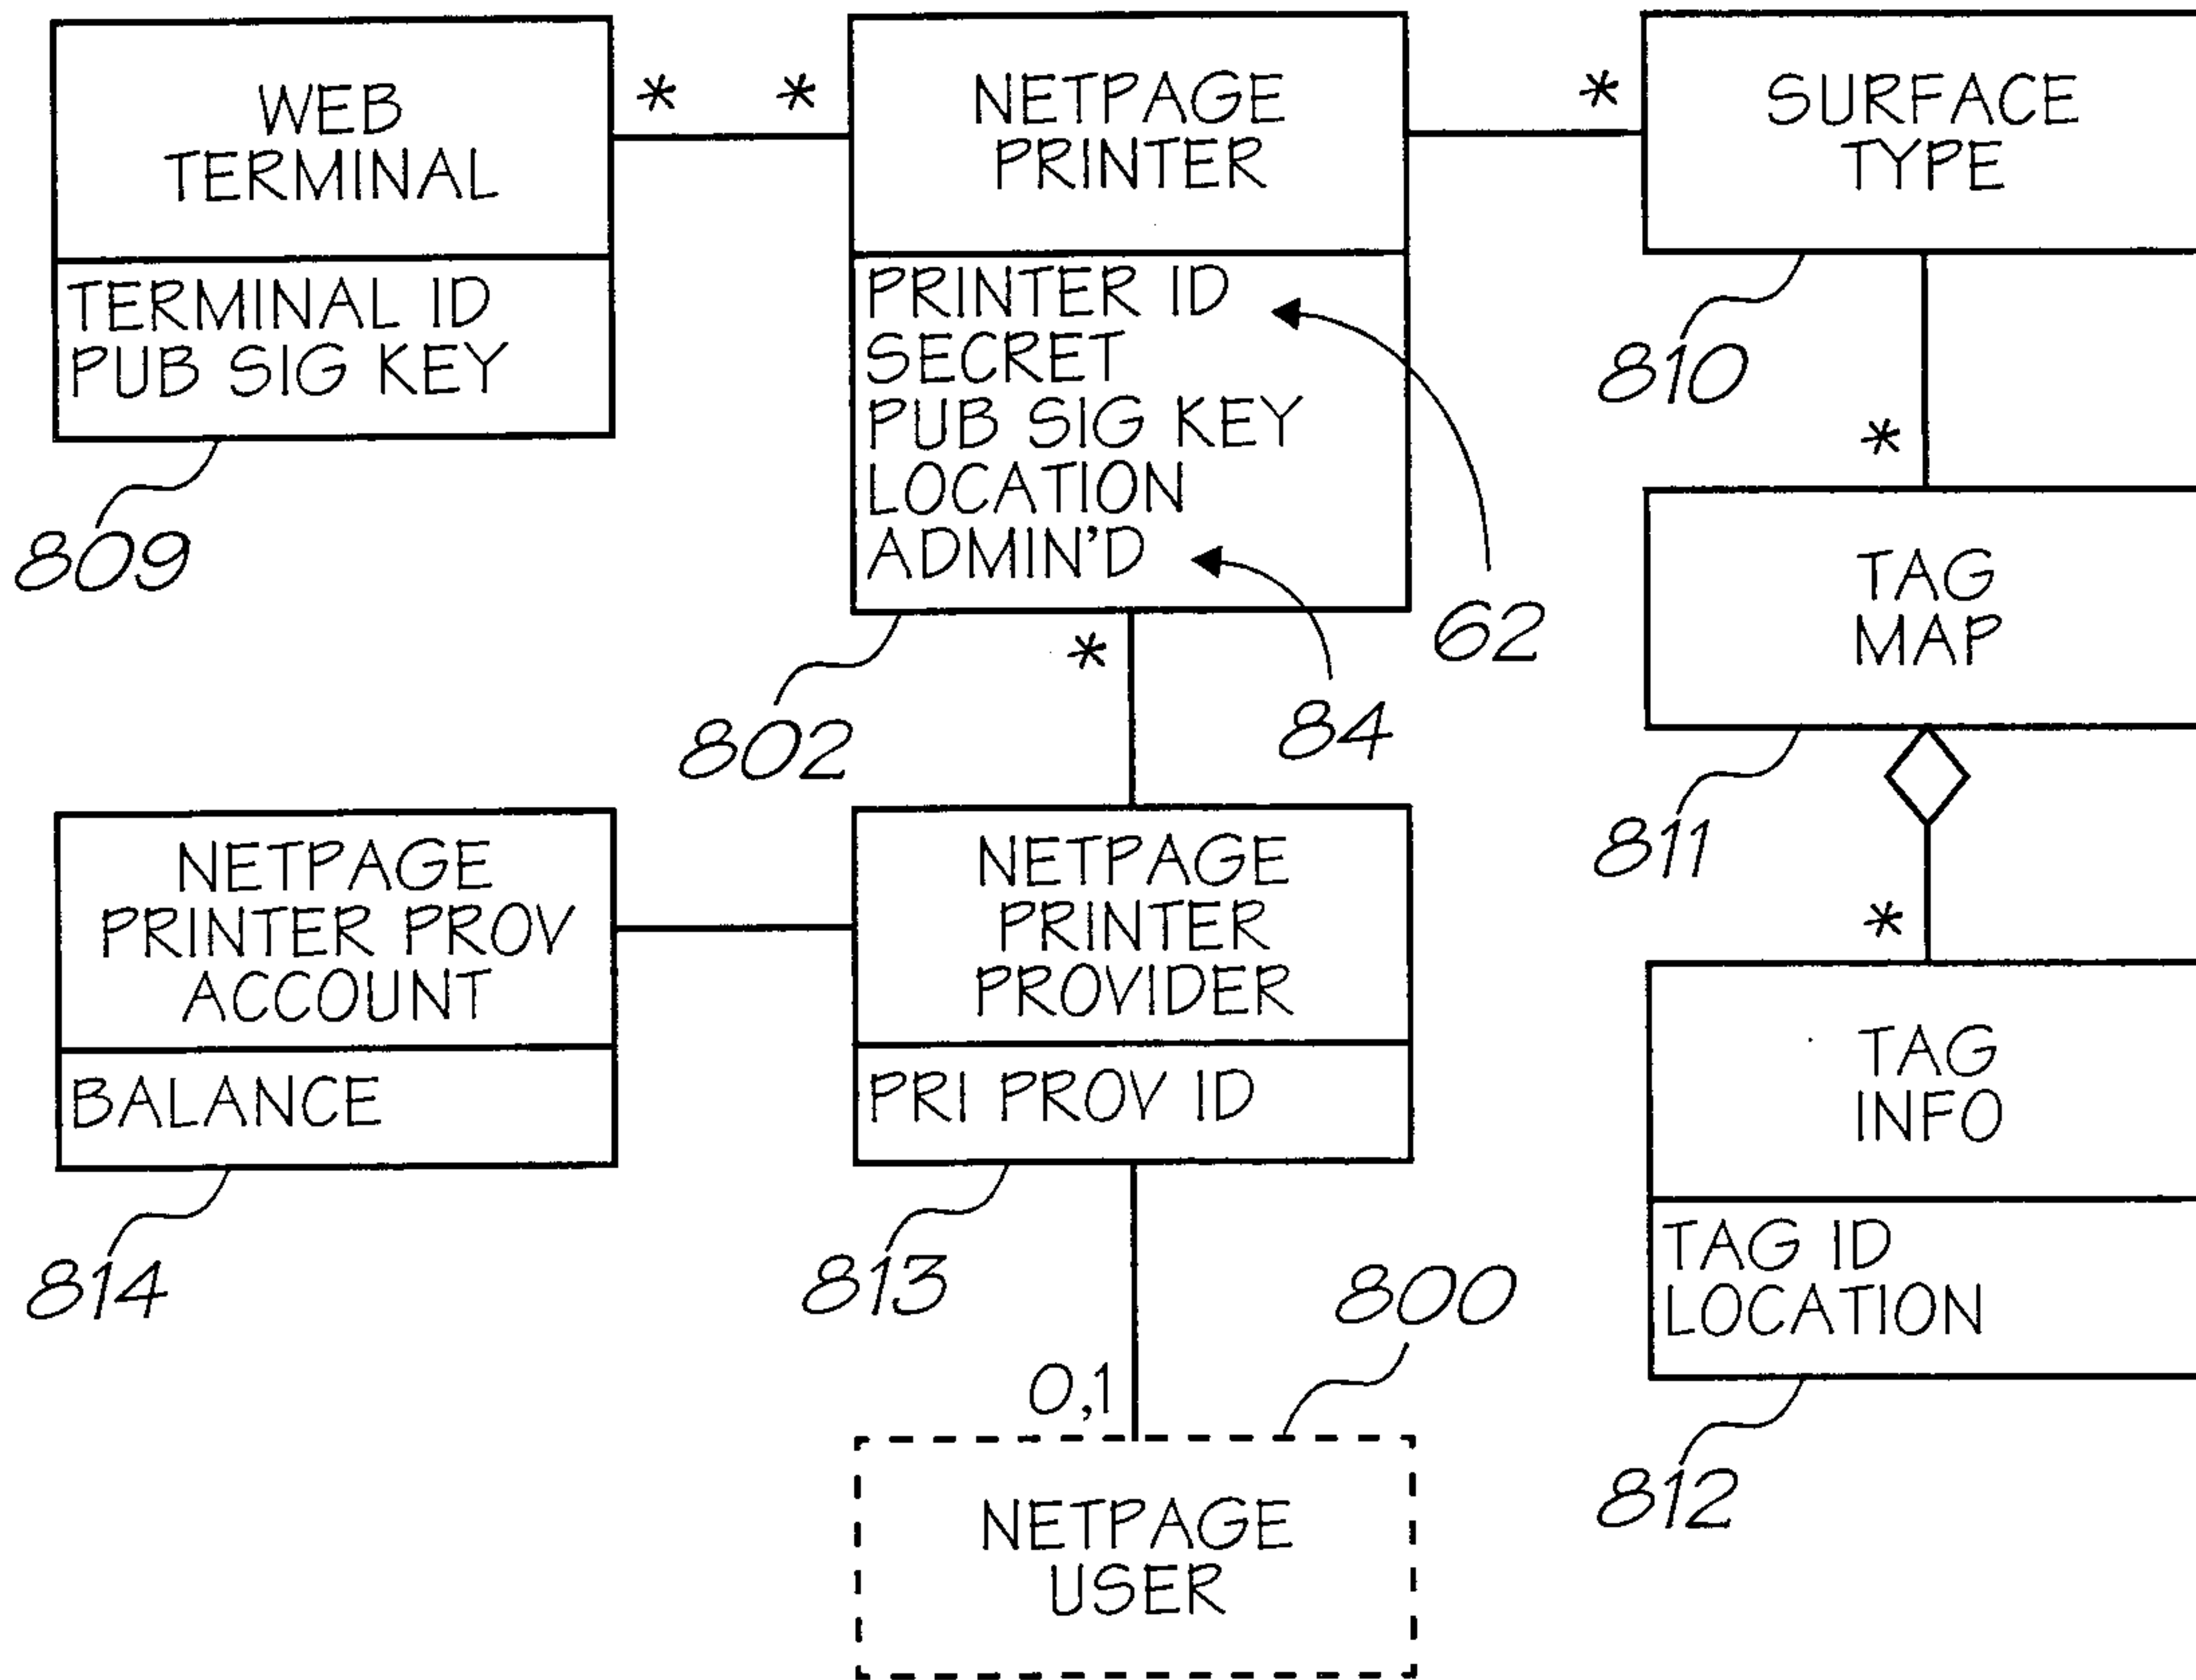 WEB
TERMINAL
TERMINAL ID
PUB SIG KEY
809
*
*
NETPAGE
PRINTER
PRINTER ID
SECRET
PUB SIG KEY
LOCATION
ADMIN'D
62
84
802
*
*
SURFACE
TYPE
810
*
TAG
MAP
811
*
TAG
INFO
TAG ID
LOCATION
812
NETPAGE
PRINTER PROV
ACCOUNT
BALANCE
814
NETPAGE
PRINTER
PROVIDER
PRI PROV ID
813
800
0,1
NETPAGE
USER